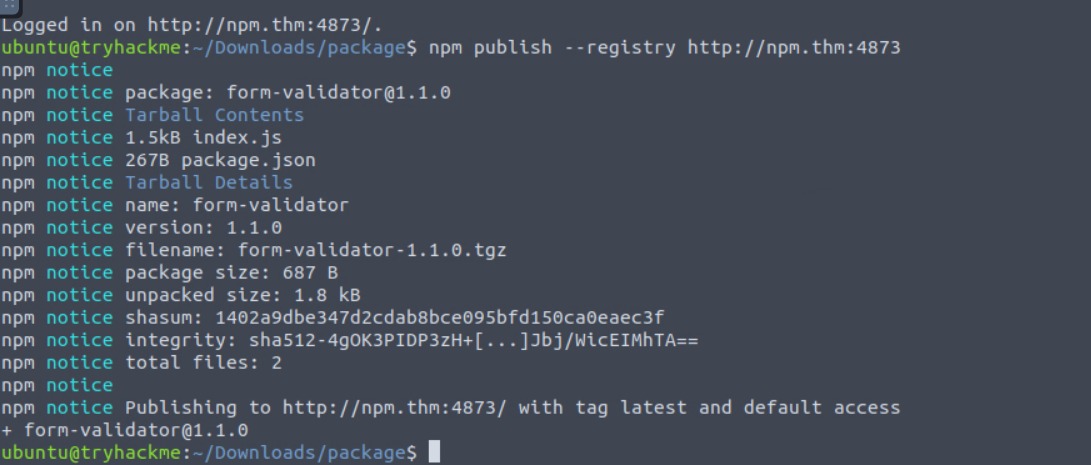 Logged in on http://npm.thm:4873/.
ubuntu@tryhackme:~/Downloads/package$ npm publish --registry http://npm.thm:4873
npm notice
npm notice package: form-validator@1.1.0
npm notice Tarball Contents
npm notice 1.5kB index.js
npm notice 267B package.json
npm notice Tarball Details
npm notice name: form-validator
npm notice version: 1.1.0
npm notice filename: form-validator-1.1.0.tgz
npm notice package size: 687 B
npm notice unpacked size: 1.8 kB
npm notice shasum: 1402a9dbe347d2cdab8bce095bfd150ca0eaec3f
npm notice integrity: sha512-4gOK3PIDP3zH+[...]Jbj/WicEIMhTA==
npm notice total files: 2
npm notice
npm notice Publishing to http://npm.thm:4873/ with tag latest and default access
+ form-validator@1.1.0
ubuntu@tryhackme:~/Downloads/package$